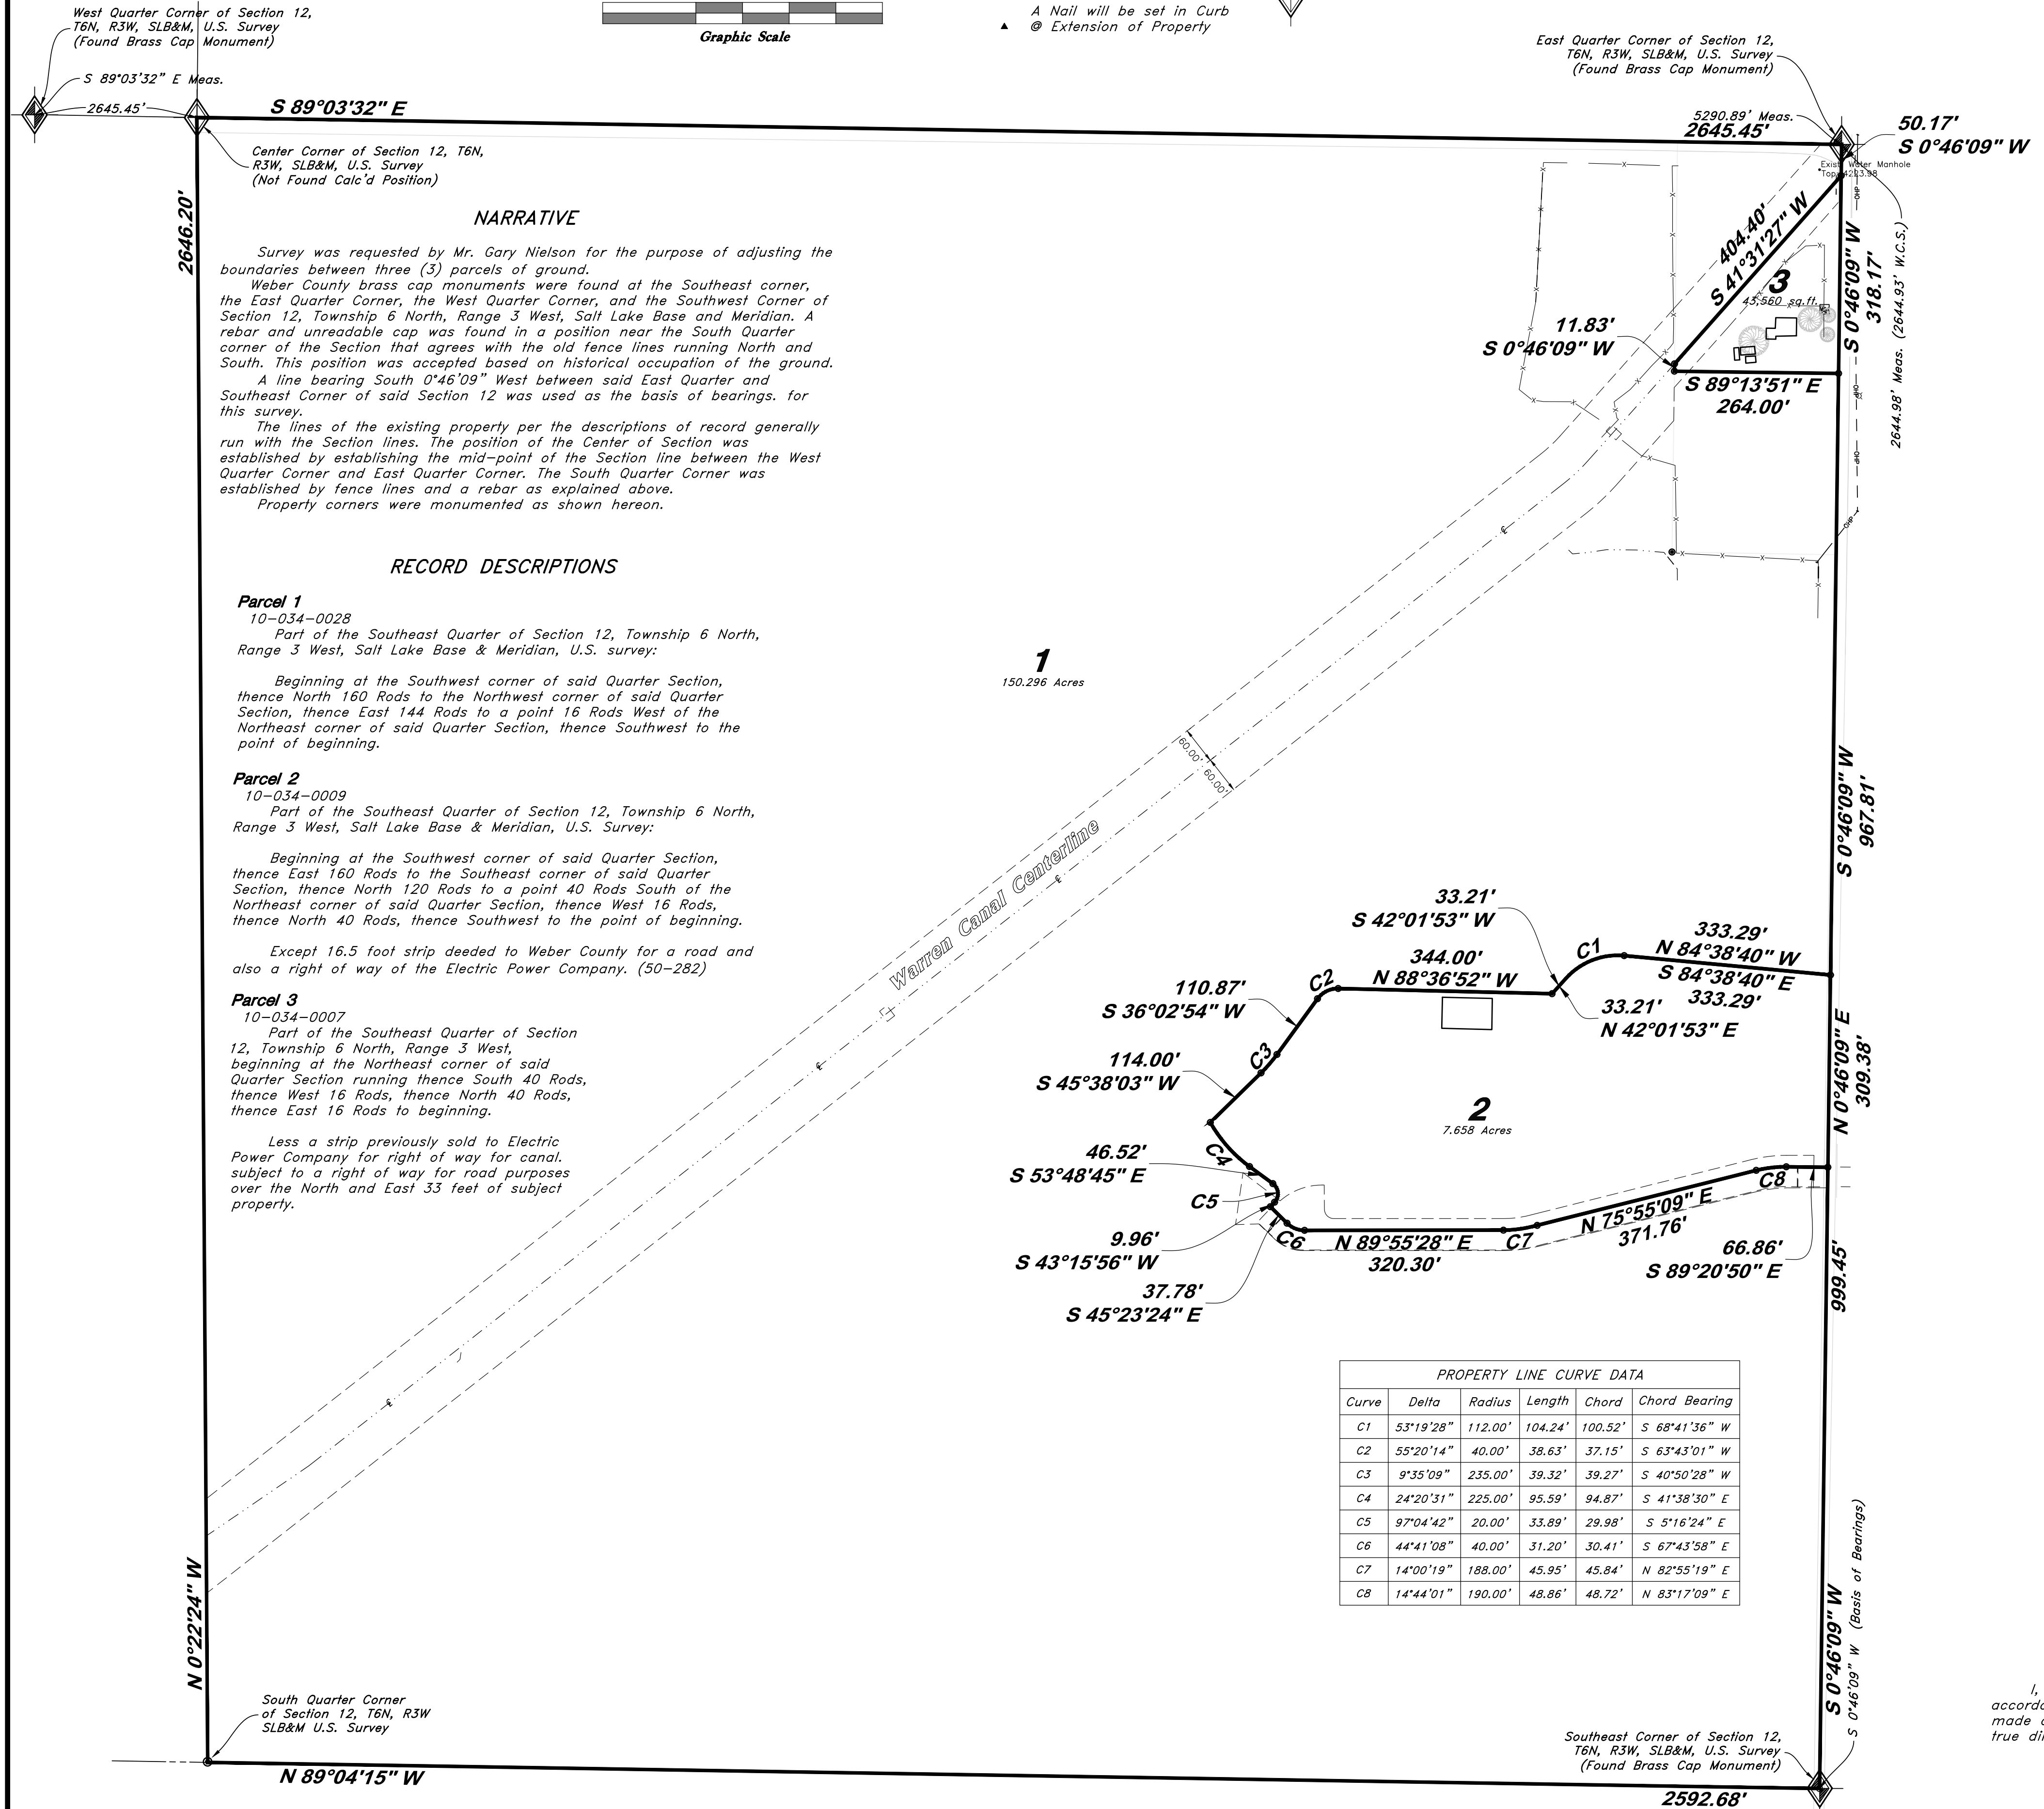 West Quarter Corner of Section 12,
T6N, R3W, SLB&M, U.S. Survey
(Found Brass Cap Monument)
S 89°03'32" E Meas.
2645.45'
Graphic Scale
A Nail will be set in Curb
▲ @ Extension of Property
East Quarter Corner of Section 12,
T6N, R3W, SLB&M, U.S. Survey
(Found Brass Cap Monument)
S 89°03'32" E
5290.89' Meas.
2645.45'
50.17'
S 0°46'09" W
Center Corner of Section 12, T6N,
R3W, SLB&M, U.S. Survey
(Not Found Calc'd Position)
2646.20'
NARRATIVE
Survey was requested by Mr. Gary Nielson for the purpose of adjusting the
boundaries between three (3) parcels of ground.
Weber County brass cap monuments were found at the Southeast corner,
the East Quarter Corner, the West Quarter Corner, and the Southwest Corner of
Section 12, Township 6 North, Range 3 West, Salt Lake Base and Meridian. A
rebar and unreadable cap was found in a position near the South Quarter
corner of the Section that agrees with the old fence lines running North and
South. This position was accepted based on historical occupation of the ground.
A line bearing South 0°46'09" West between said East Quarter and
Southeast Corner of said Section 12 was used as the basis of bearings. for
this survey.
The lines of the existing property per the descriptions of record generally
run with the Section lines. The position of the Center of Section was
established by establishing the mid-point of the Section line between the West
Quarter Corner and East Quarter Corner. The South Quarter Corner was
established by fence lines and a rebar as explained above.
Property corners were monumented as shown hereon.
RECORD DESCRIPTIONS
Parcel 1
10-034-0028
Part of the Southeast Quarter of Section 12, Township 6 North,
Range 3 West, Salt Lake Base & Meridian, U.S. survey:
Beginning at the Southwest corner of said Quarter Section,
thence North 160 Rods to the Northwest corner of said Quarter
Section, thence East 144 Rods to a point 16 Rods West of the
Northeast corner of said Quarter Section, thence Southwest to the
point of beginning.
Parcel 2
10-034-0009
Part of the Southeast Quarter of Section 12, Township 6 North,
Range 3 West, Salt Lake Base & Meridian, U.S. Survey:
Beginning at the Southwest corner of said Quarter Section,
thence East 160 Rods to the Southeast corner of said Quarter
Section, thence North 120 Rods to a point 40 Rods South of the
Northeast corner of said Quarter Section, thence West 16 Rods,
thence North 40 Rods, thence Southwest to the point of beginning.
Except 16.5 foot strip deeded to Weber County for a road and
also a right of way of the Electric Power Company. (50-282)
Parcel 3
10-034-0007
Part of the Southeast Quarter of Section
12, Township 6 North, Range 3 West,
beginning at the Northeast corner of said
Quarter Section running thence South 40 Rods,
thence West 16 Rods, thence North 40 Rods,
thence East 16 Rods to beginning.
Less a strip previously sold to Electric
Power Company for right of way for canal.
subject to a right of way for road purposes
over the North and East 33 feet of subject
property.
Water Manhole
404.40'
S 41°31'27" W
3
43,560 sq.ft.
S 0°46'09" W
318.17'
2644.98' Meas. (2644.93' W.C.S.)
11.83'
S 0°46'09" W
S 89°13'51" E
264.00'
OHP
OHP
OHP
OHP
1
150.296 Acres
60.00' 60.00'
Warren Canal Centerline
S 0°46'09" W
967.81'
33.21'
S 42°01'53" W
344.00'
N 88°36'52" W
C1
333.29'
N 84°38'40" W
S 84°38'40" E
333.29'
33.21'
N 42°01'53" E
C2
110.87'
S 36°02'54" W
C3
114.00'
S 45°38'03" W
2
7.658 Acres
N 0°46'09" E
309.38'
C4
46.52'
S 53°48'45" E
C5
9.96'
S 43°15'56" W
37.78'
S 45°23'24" E
C6
N 89°55'28" E
320.30'
C7
N 75°55'09" E
371.76'
C8
66.86'
S 89°20'50" E
999.45'
PROPERTY LINE CURVE DATA
Curve Delta Radius Length Chord Chord Bearing
C1 53°19'28" 112.00' 104.24' 100.52' S 68°41'36" W
C2 55°20'14" 40.00' 38.63' 37.15' S 63°43'01" W
C3 9°35'09" 235.00' 39.32' 39.27' S 40°50'28" W
C4 24°20'31" 225.00' 95.59' 94.87' S 41°38'30" E
C5 97°04'42" 20.00' 33.89' 29.98' S 5°16'24" E
C6 44°41'08" 40.00' 31.20' 30.41' S 67°43'58" E
C7 14°00'19" 188.00' 45.95' 45.84' N 82°55'19" E
C8 14°44'01" 190.00' 48.86' 48.72' N 83°17'09" E
N 0°22'24" W
S 0°46'09" W
S 0°46'09" W (Basis of Bearings)
South Quarter Corner
of Section 12, T6N, R3W
SLB&M U.S. Survey
N 89°04'15" W
Southeast Corner of Section 12,
T6N, R3W, SLB&M, U.S. Survey
(Found Brass Cap Monument)
2592.68'
I,
made